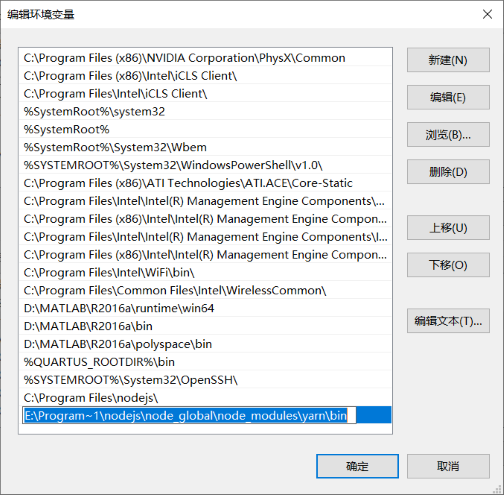 编辑环境变量
C:\Program Files (x86)\NVIDIA Corporation\PhysX\Common
C:\Program Files (x86)\Intel\iCLS Client\
C:\Program Files\Intel\iCLS Client\
%SystemRoot%\system32
%SystemRoot%
%SystemRoot%\System32\Wbem
%SYSTEMROOT%\System32\WindowsPowerShell\v1.0\
C:\Program Files (x86)\ATI Technologies\ATI.ACE\Core-Static
C:\Program Files\Intel\Intel(R) Management Engine Components\...
C:\Program Files (x86)\Intel\Intel(R) Management Engine Compon...
C:\Program Files\Intel\Intel(R) Management Engine Components\I...
C:\Program Files (x86)\Intel\Intel(R) Management Engine Compon...
C:\Program Files\Intel\WiFi\bin\
C:\Program Files\Common Files\Intel\WirelessCommon\
D:\MATLAB\R2016a\runtime\win64
D:\MATLAB\R2016a\bin
D:\MATLAB\R2016a\polyspace\bin
%QUARTUS_ROOTDIR%\bin
%SYSTEMROOT%\System32\OpenSSH\
C:\Program Files\nodejs\
E:\Program~1\nodejs\node_global\node_modules\yarn\bin
新建(N)
编辑(E)
浏览(B)...
删除(D)
上移(U)
下移(O)
编辑文本(T)...
确定
取消